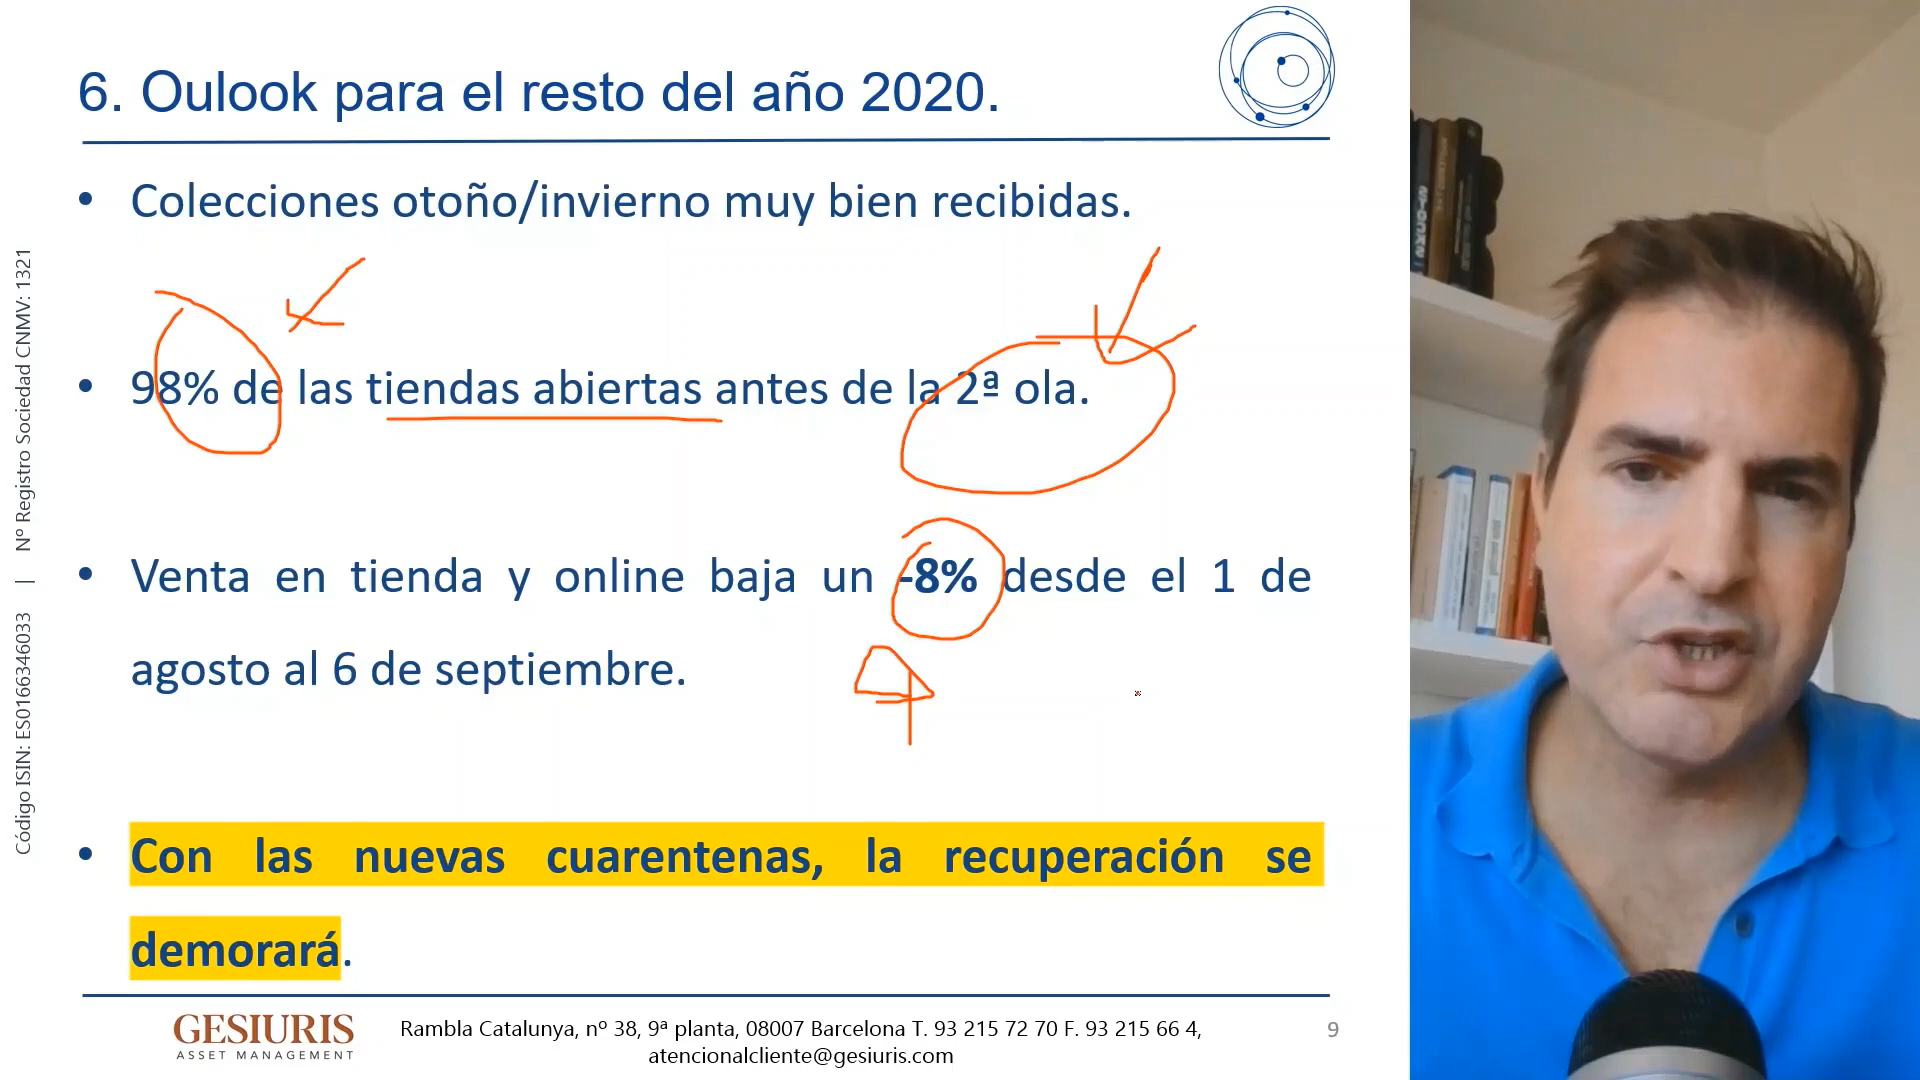 6. Oulook para el resto del año 2020.
• Colecciones otoño/invierno muy bien recibidas.
• 98% de las tiendas abiertas antes de la 2ª ola.
• Venta en tienda y online baja un -8% desde el 1 de
agosto al 6 de septiembre.
• Con las nuevas cuarentenas, la recuperación se
demorará.
Código ISIN: ES0166346033 | Nº Registro Sociedad CNMV: 1321
GESIURIS
ASSET MANAGEMENT
Rambla Catalunya, nº 38, 9ª planta, 08007 Barcelona T. 93 215 72 70 F. 93 215 66 4,
atencionalcliente@gesiuris.com
9